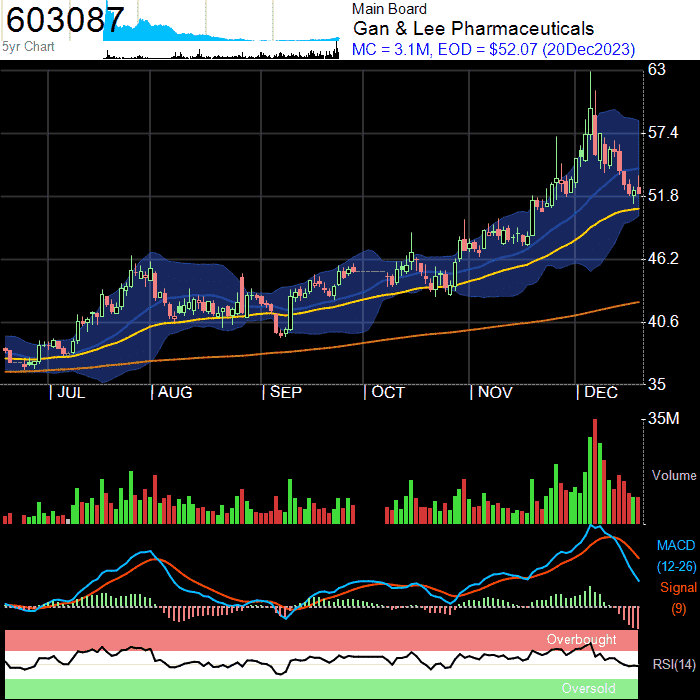 603087
5yr Chart
Main Board
Gan & Lee Pharmaceuticals
MC = 3.1M, EOD = $52.07 (20Dec2023)
63
57.4
51.8
46.2
40.6
35
| JUL | AUG | SEP | OCT | NOV | DEC
35M
Volume
MACD
(12-26)
Signal
(9)
Overbought
RSI(14)
Oversold